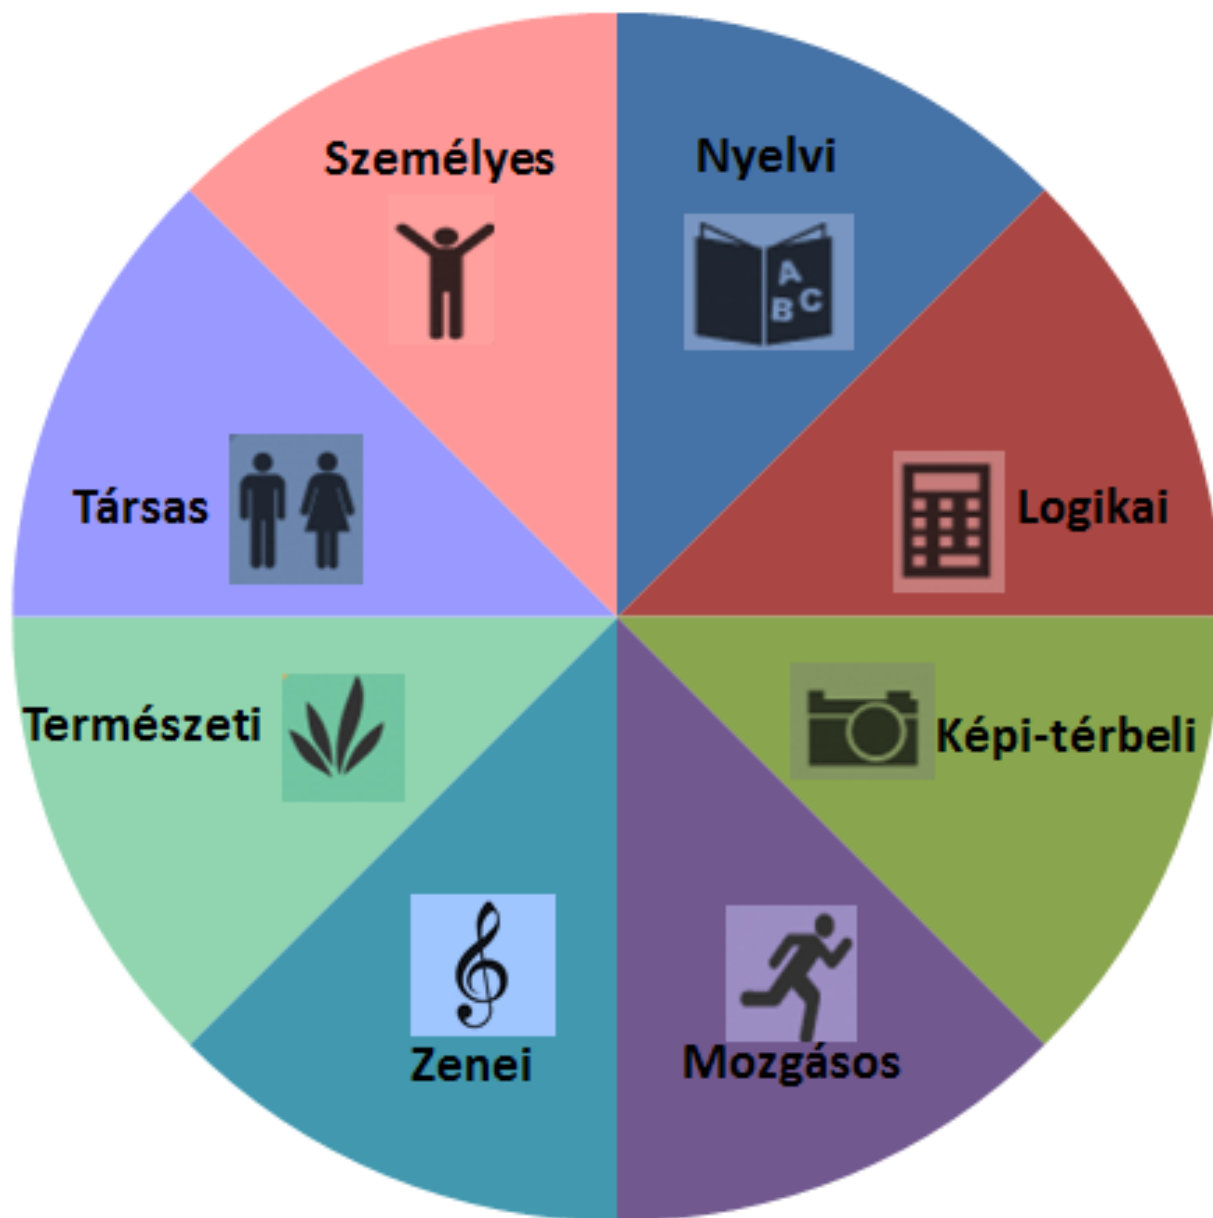 Személyes
Nyelvi
A
B C
Társas
Logikai
Természeti
Képi-térbeli
Zenei
Mozgásos